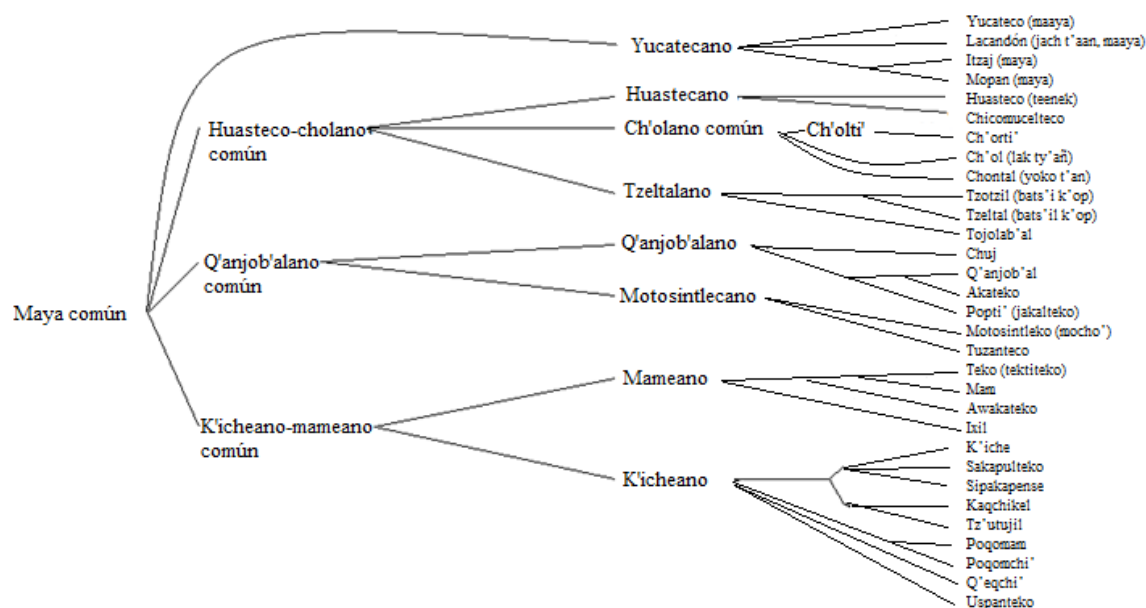 Maya común
Yucatecano
Huasteco-cholano
común
Huastecano
Ch'olano común
Ch'olti'
Tzeltalano
Q'anjob'alano
común
Q'anjob'alano
Motosintlecano
K'icheano-mameano
común
Mameano
K'icheano
Yucateco (maaya)
Lacandón (jach t'aan, maaya)
Itzaj (maya)
Mopan (maya)
Huasteco (teenek)
Chicomucelteco
Ch'orti'
Ch'ol (lak ty'añ)
Chontal (yoko t'an)
Tzotzil (bats'i k'op)
Tzeltal (bats'il k'op)
Tojolab'al
Chuj
Q'anjob'al
Akateko
Popti' (jakalteko)
Motosintleko (mocho')
Tuzanteco
Teko (tektiteko)
Mam
Awakateko
Ixil
K'iche
Sakapulteko
Sipakapense
Kaqchikel
Tz'utujil
Poqomam
Poqomchi'
Q'eqchi'
Uspanteko